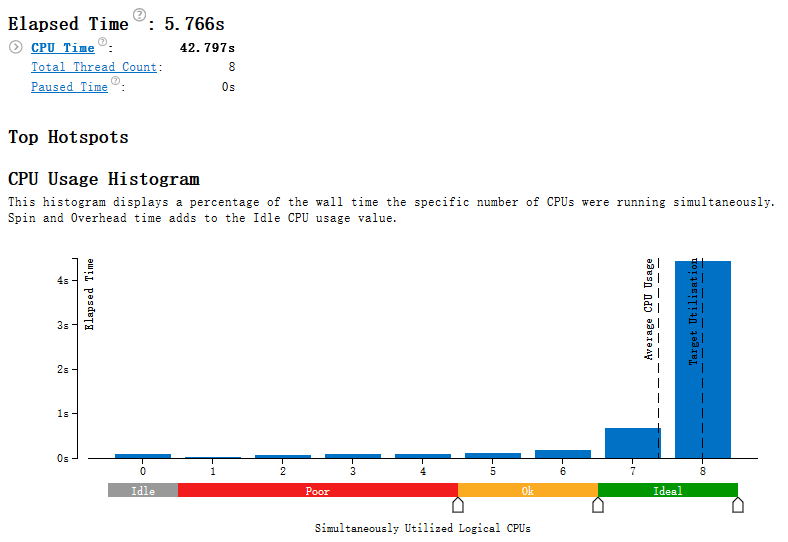 Elapsed Time ? : 5.766s
CPU Time ? : 42.797s
Total Thread Count: 8
Paused Time ? : 0s
Top Hotspots
CPU Usage Histogram
This histogram displays a percentage of the wall time the specific number of CPUs were running simultaneously.
Spin and Overhead time adds to the Idle CPU usage value.
Elapsed Time
4s
3s
2s
1s
0s
Average CPU Usage
Target Utilization
0 1 2 3 4 5 6 7 8
Idle Poor Ok Ideal
Simultaneously Utilized Logical CPUs